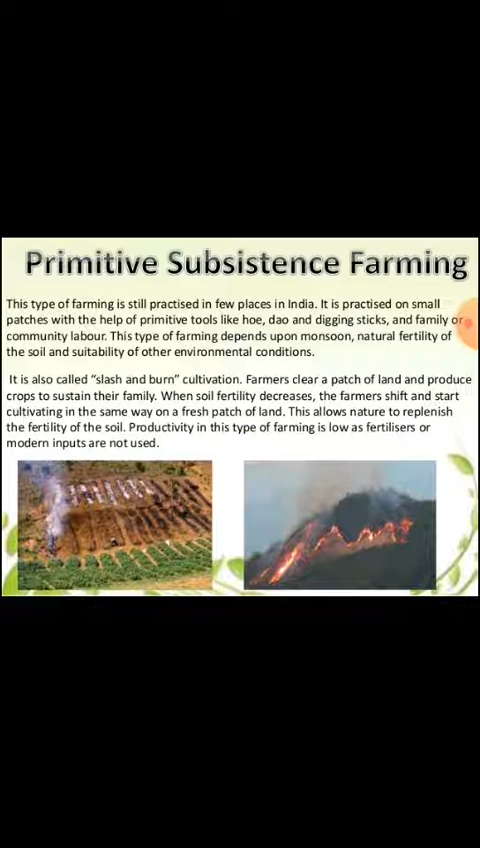 Primitive Subsistence Farming
This type of farming is still practised in few places in India. It is practised on small
patches with the help of primitive tools like hoe, dao and digging sticks, and family or
community labour. This type of farming depends upon monsoon, natural fertility of
the soil and suitability of other environmental conditions.
It is also called “slash and burn” cultivation. Farmers clear a patch of land and produce
crops to sustain their family. When soil fertility decreases, the farmers shift and start
cultivating in the same way on a fresh patch of land. This allows nature to replenish
the fertility of the soil. Productivity in this type of farming is low as fertilisers or
modern inputs are not used.